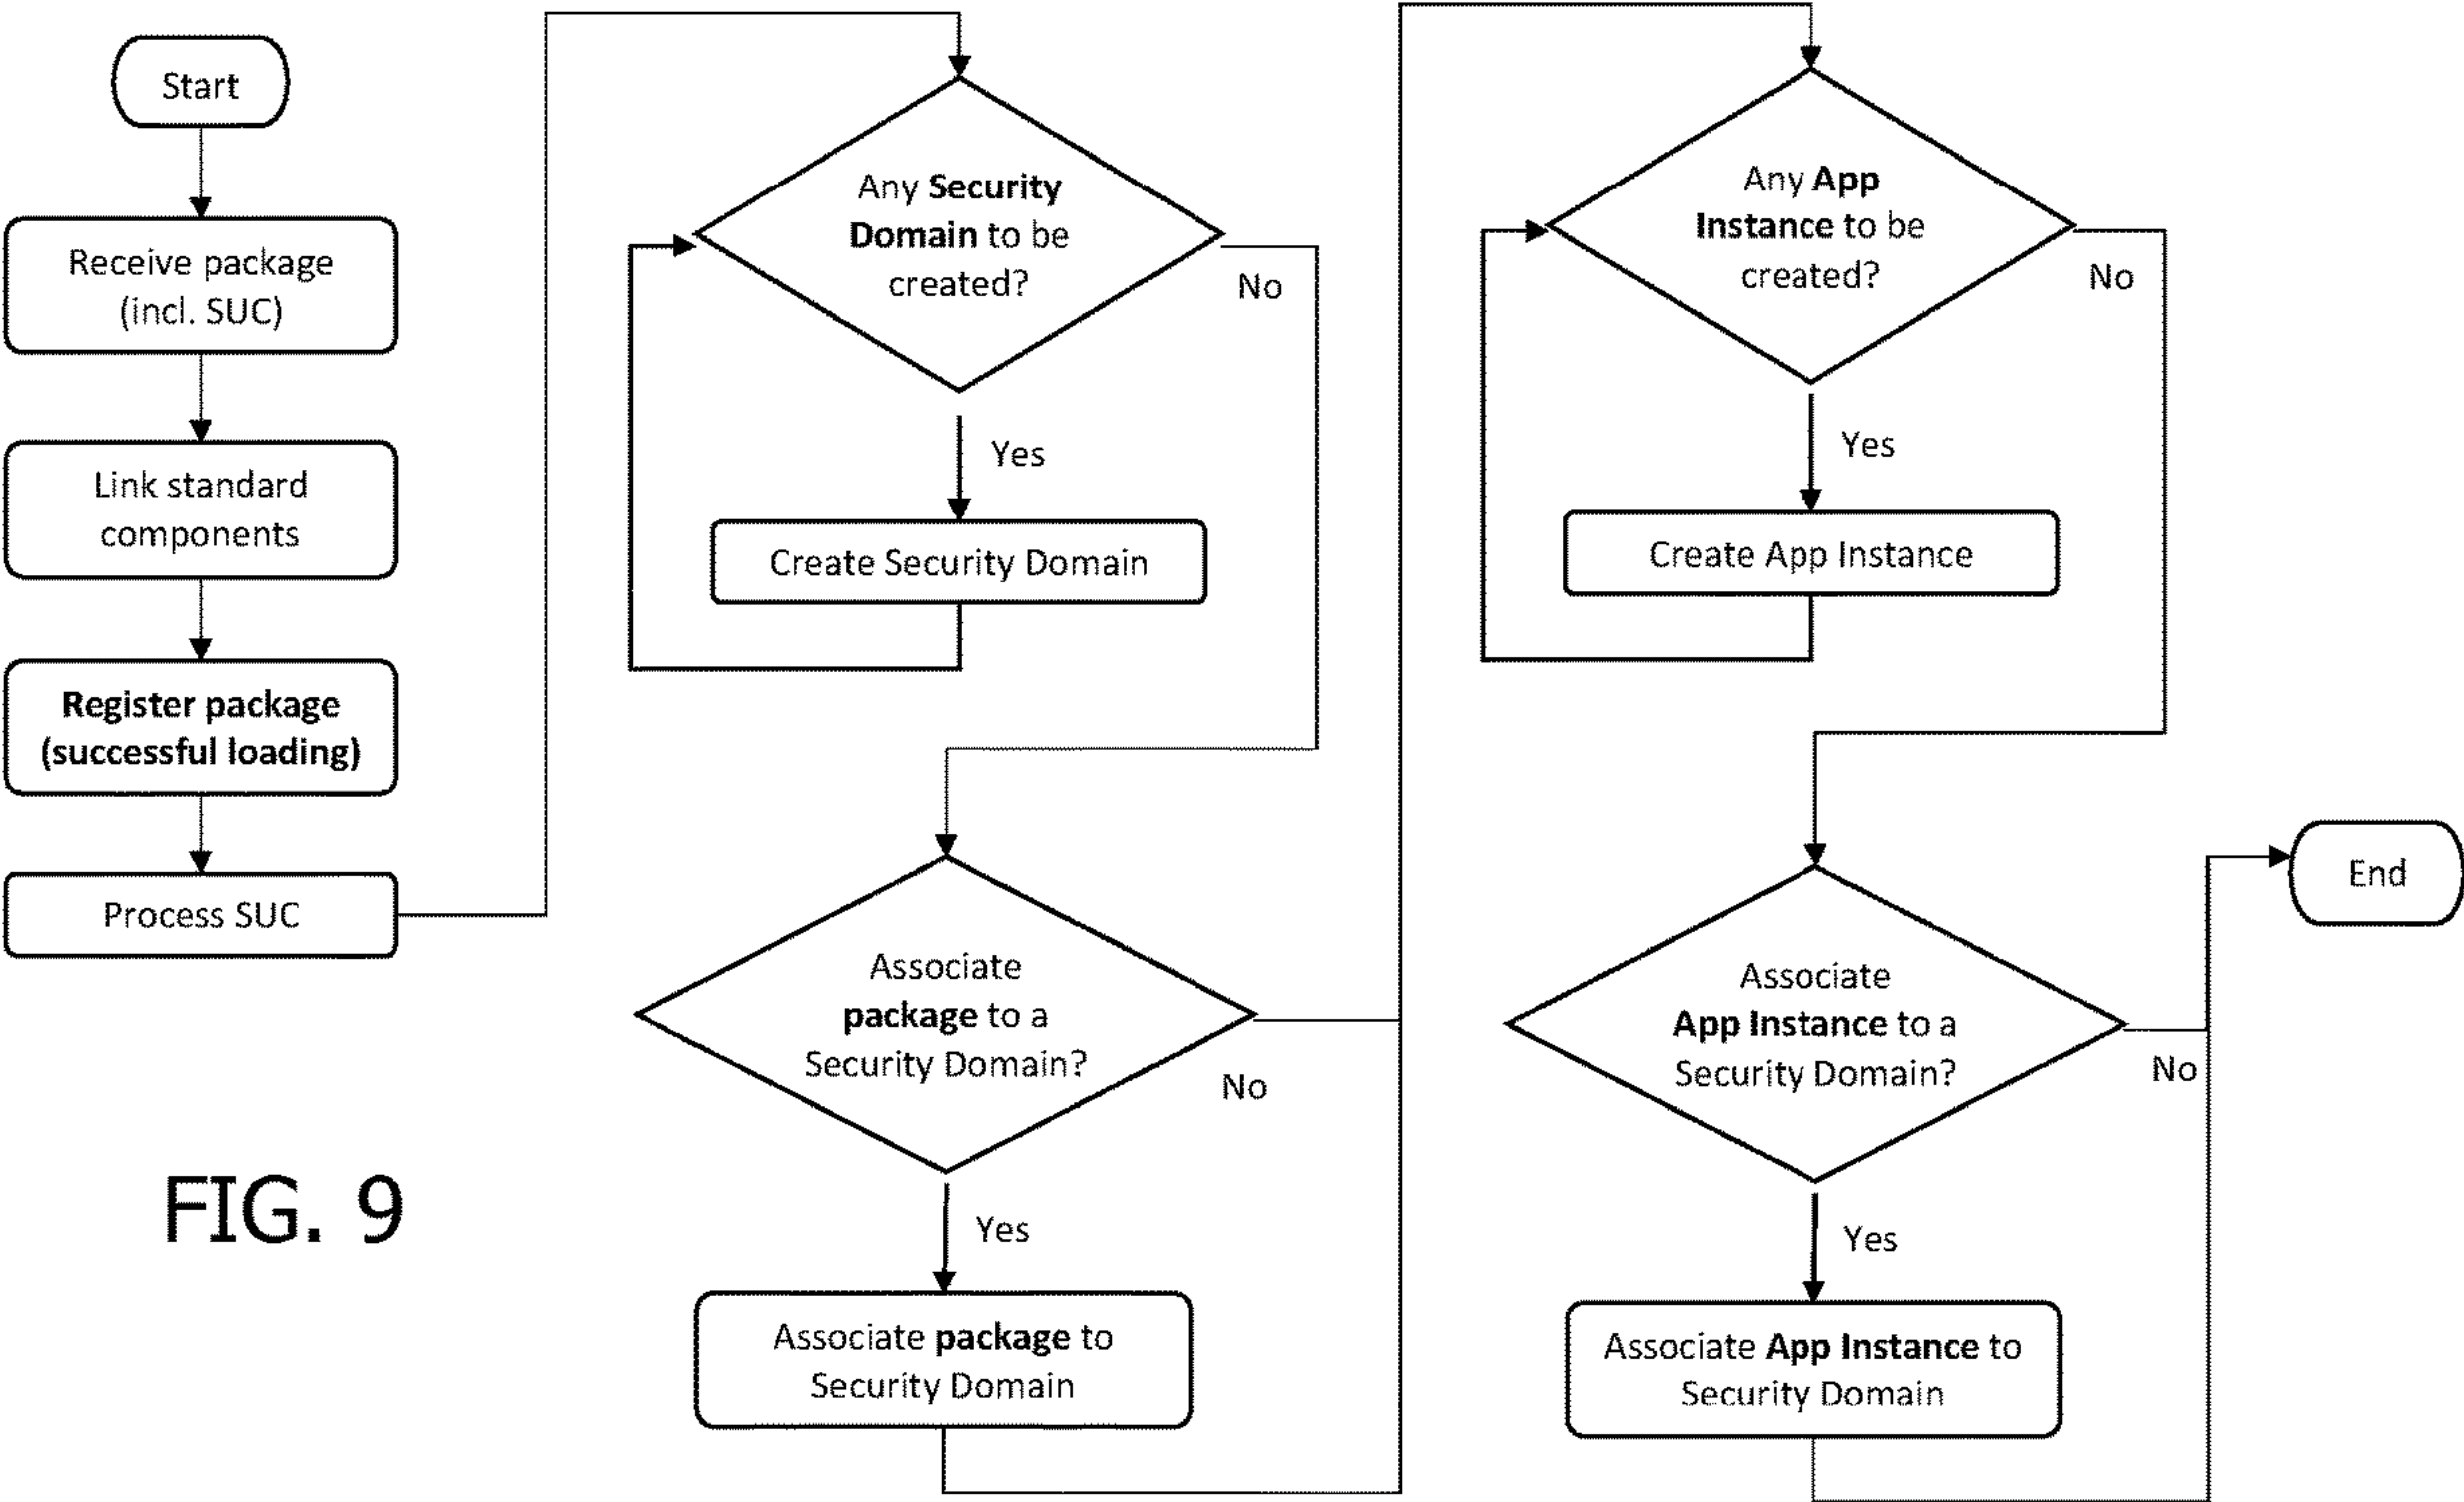 Start
Receive package
(incl. SUC)
Link standard
components
Register package
(successful loading)
Process SUC
FIG. 9
Any Security
Domain to be
created?
No
Yes
Create Security Domain
Associate
package to a
Security Domain?
No
Yes
Associate package to
Security Domain
Any App
Instance to be
created?
No
Yes
Create App Instance
Associate
App Instance to a
Security Domain?
No
Yes
Associate App Instance to
Security Domain
End